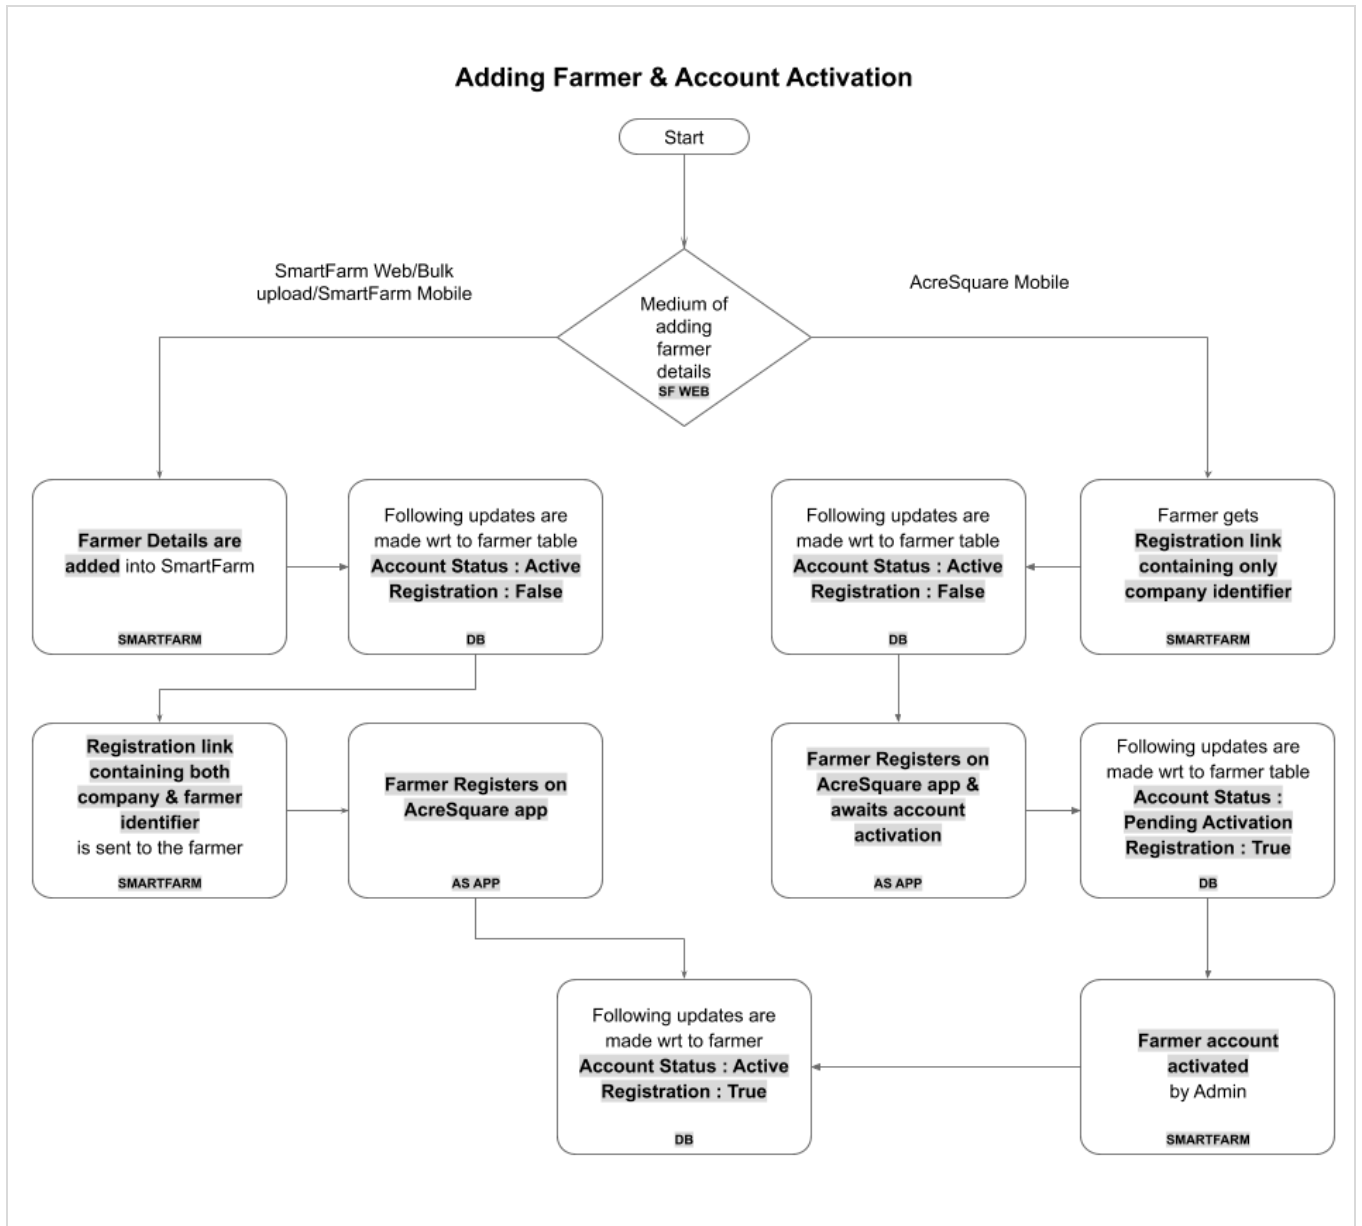 Adding Farmer & Account Activation
Start
SmartFarm Web/Bulk
upload/SmartFarm Mobile
AcreSquare Mobile
Medium of
adding
farmer
details
SF WEB
Farmer Details are
added into SmartFarm
SMARTFARM
Following updates are
made wrt to farmer table
Account Status : Active
Registration : False
DB
Following updates are
made wrt to farmer table
Account Status : Active
Registration : False
DB
Farmer gets
Registration link
containing only
company identifier
SMARTFARM
Registration link
containing both
company & farmer
identifier
is sent to the farmer
SMARTFARM
Farmer Registers on
AcreSquare app
AS APP
Farmer Registers on
AcreSquare app &
awaits account
activation
AS APP
Following updates are
made wrt to farmer table
Account Status :
Pending Activation
Registration : True
DB
Following updates are
made wrt to farmer
Account Status : Active
Registration : True
DB
Farmer account
activated
by Admin
SMARTFARM